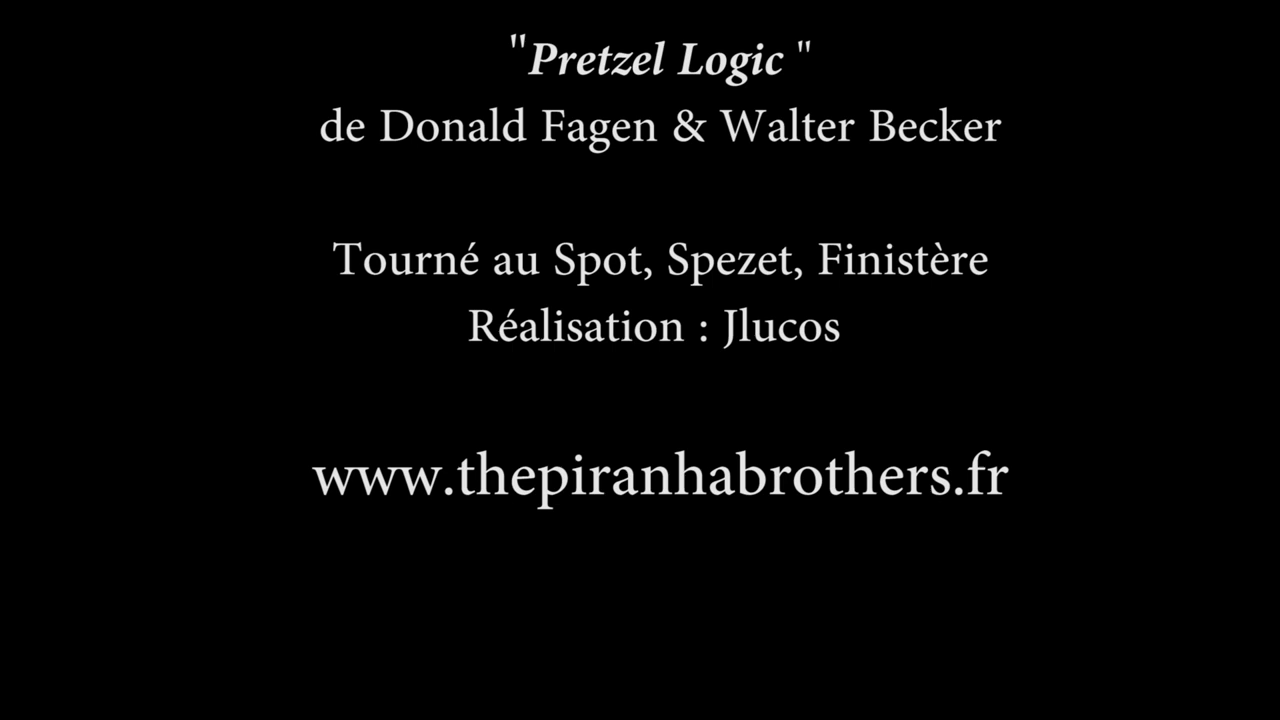 "Pretzel Logic "
de Donald Fagen & Walter Becker
Tourné au Spot, Spezet, Finistère
Réalisation : Jlucos
www.thepiranhabrothers.fr